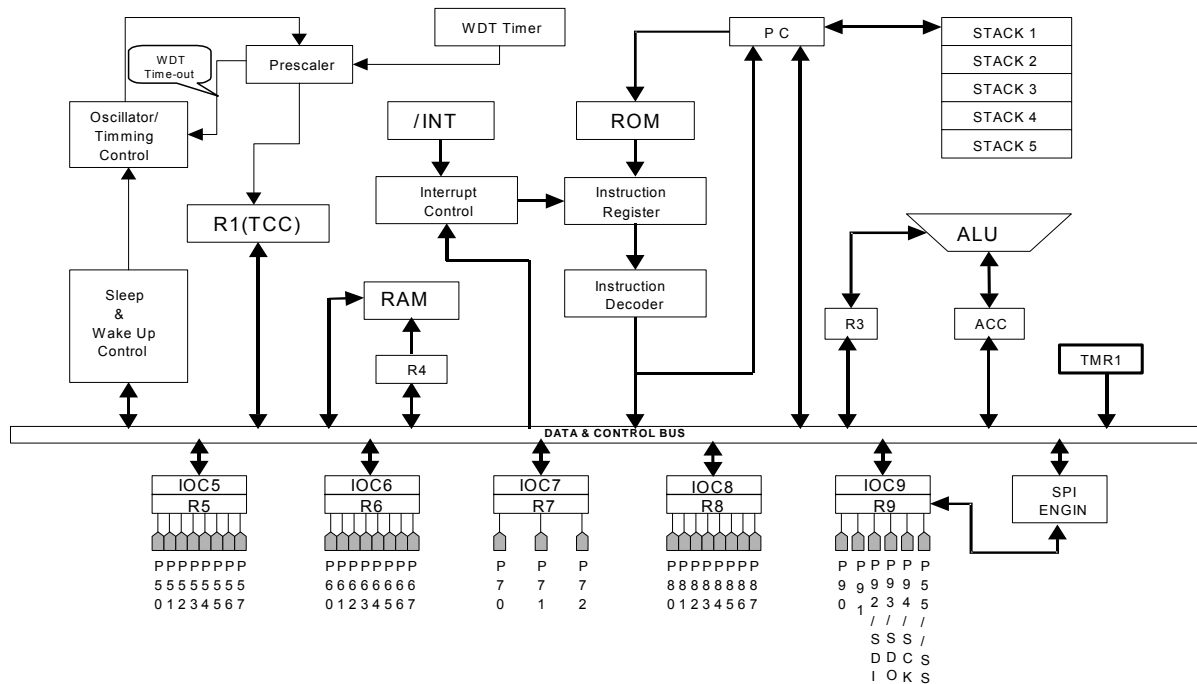 WDT Timer
P C
STACK 1
STACK 2
STACK 3
STACK 4
STACK 5
WDT
Time-out
Prescaler
Oscillator/
Timming
Control
/INT
ROM
Interrupt
Control
Instruction
Register
R1(TCC)
ALU
Sleep
&
Wake Up
Control
RAM
Instruction
Decoder
R3
ACC
R4
TMR1
DATA & CONTROL BUS
IOC5
R5
IOC6
R6
IOC7
R7
IOC8
R8
IOC9
R9
SPI
ENGIN
P50
P51
P52
P53
P54
P55
P56
P57
P60
P61
P62
P63
P64
P65
P66
P67
P70
P71
P72
P80
P81
P82
P83
P84
P85
P86
P87
P90
P91
P92/SDI
P93/SDO
P94/SCK
P55//SS